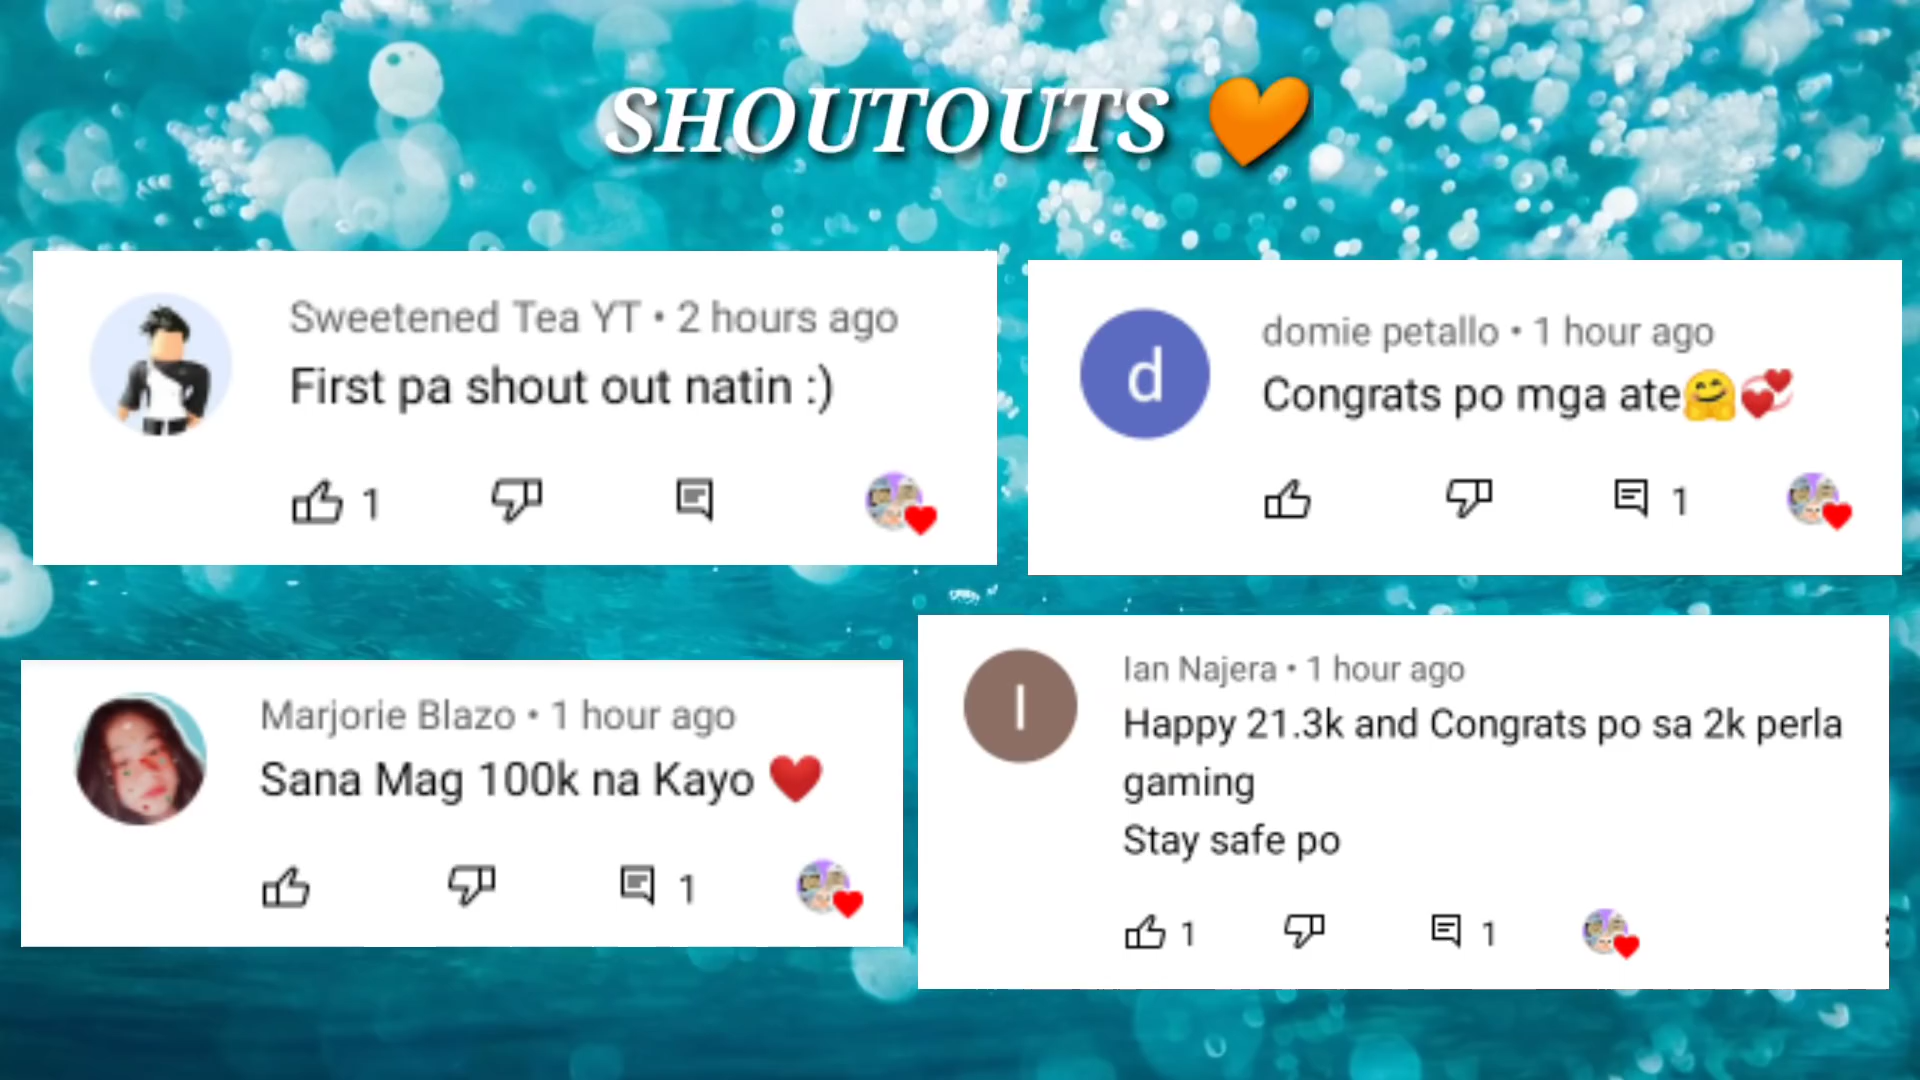 SHOUTOUTS 🧡
Sweetened Tea YT • 2 hours ago
First pa shout out natin :)
1
d
domie petallo • 1 hour ago
Congrats po mga ate🤗💞
1
Marjorie Blazo • 1 hour ago
Sana Mag 100k na Kayo ❤️
1
I
Ian Najera • 1 hour ago
Happy 21.3k and Congrats po sa 2k perla
gaming
Stay safe po
1 1